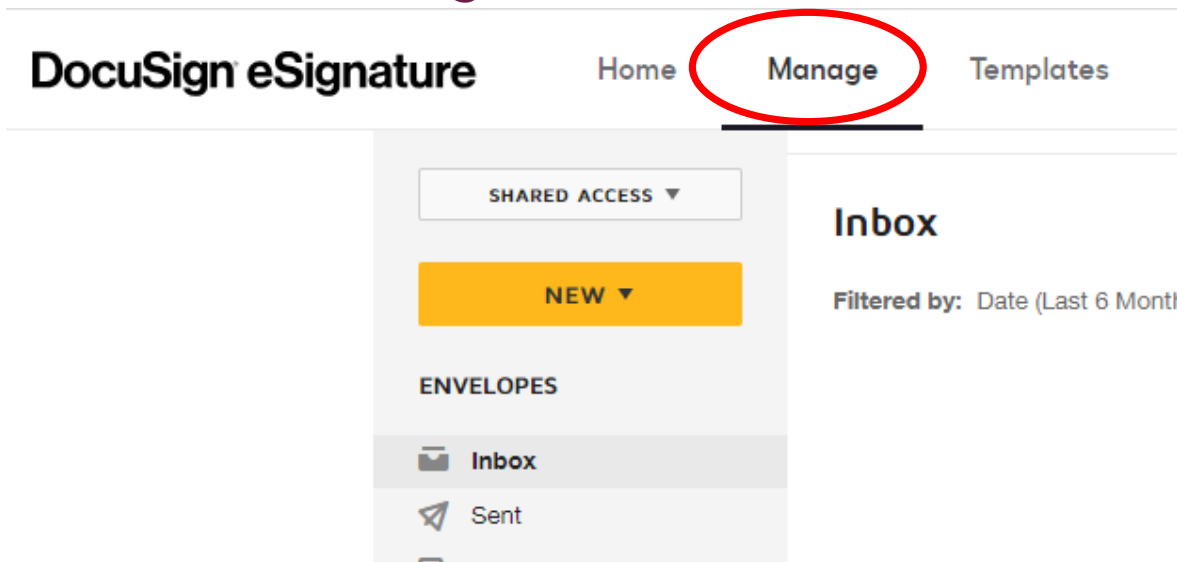 DocuSign eSignature Home Manage Templates
SHARED ACCESS
NEW
ENVELOPES
Inbox
Sent
Inbox
Filtered by: Date (Last 6 Month